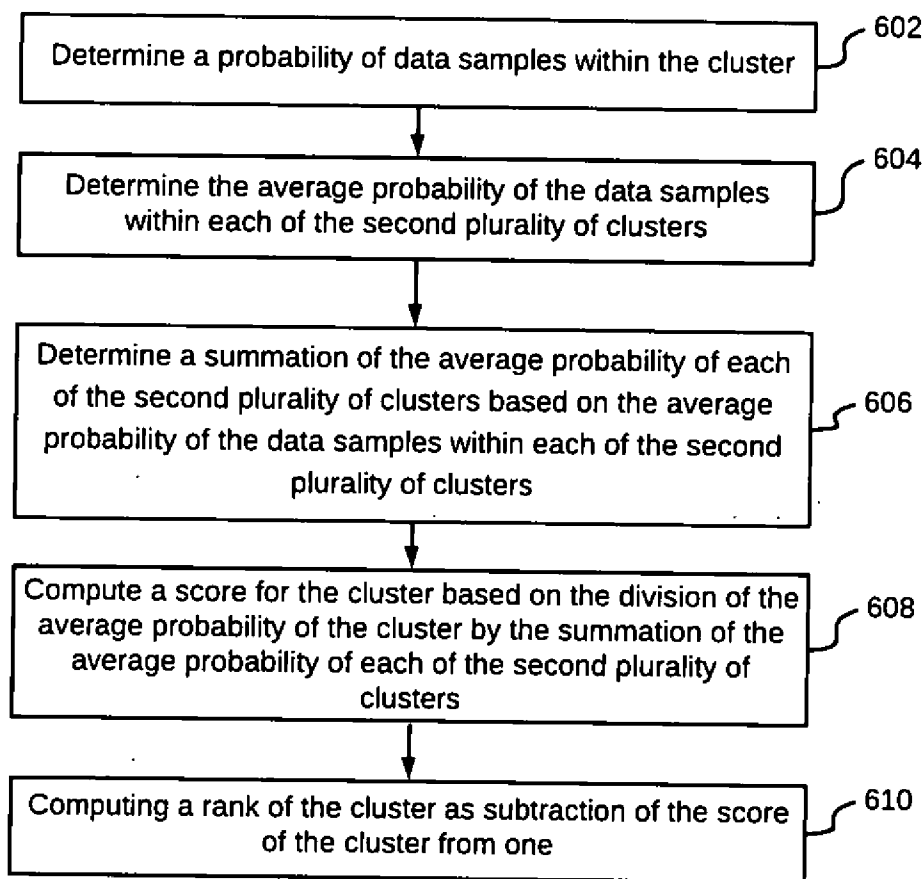 Determine a probability of data samples within the cluster
602
Determine the average probability of the data samples
within each of the second plurality of clusters
604
Determine a summation of the average probability of each
of the second plurality of clusters based on the average
probability of the data samples within each of the second
plurality of clusters
606
Compute a score for the cluster based on the division of the
average probability of the cluster by the summation of the
average probability of each of the second plurality of
clusters
608
Computing a rank of the cluster as subtraction of the score
of the cluster from one
610